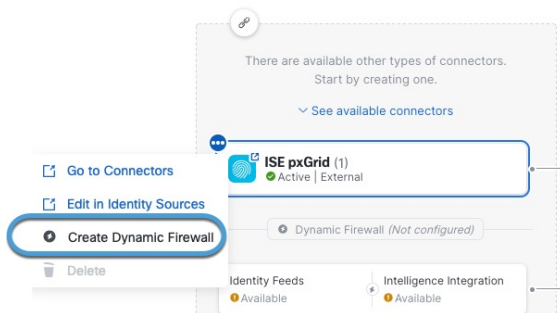 There are available other types of connectors.
Start by creating one.
See available connectors
ISE pxGrid (1)
Active | External
Go to Connectors
Edit in Identity Sources
Create Dynamic Firewall
Delete
Dynamic Firewall (Not configured)
Identity Feeds
Available
Intelligence Integration
Available